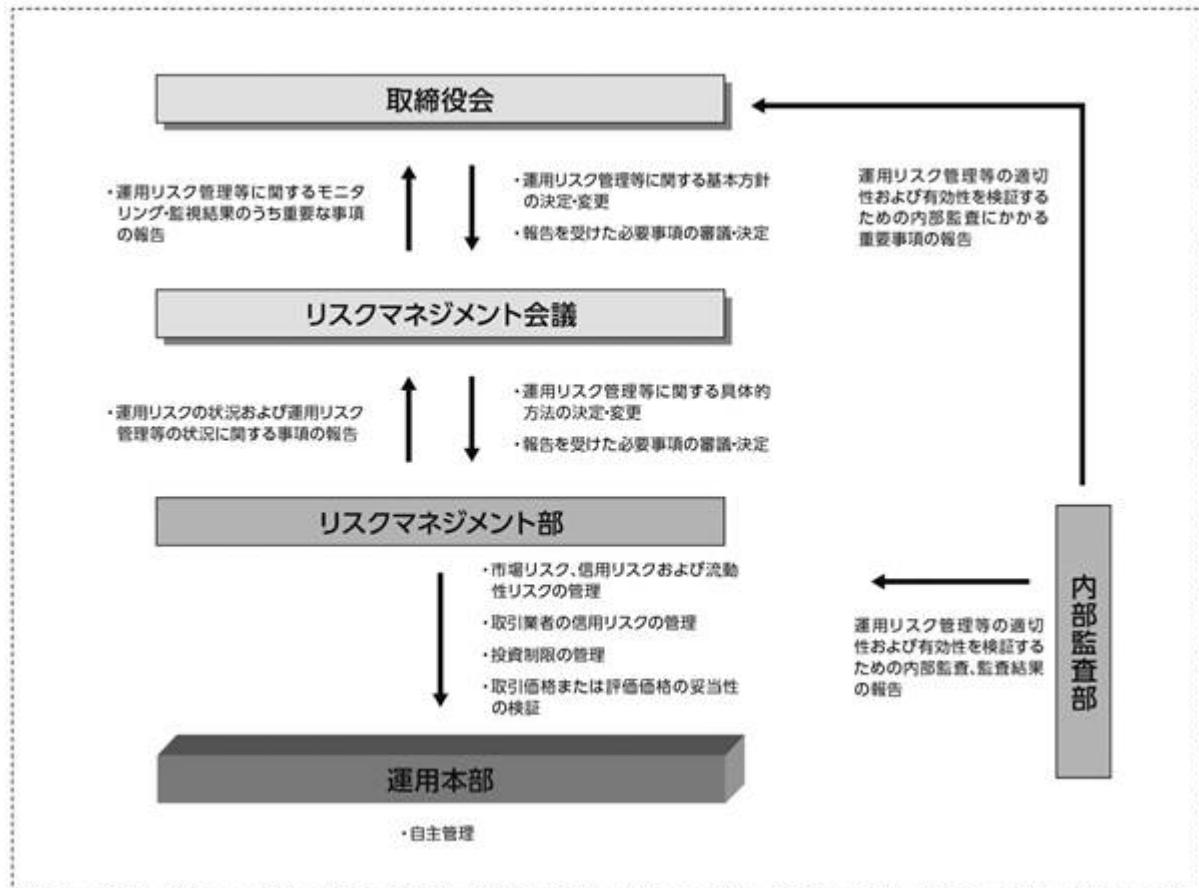 取締役会
・運用リスク管理等に関するモニタ
リング・監視結果のうち重要な事項
の報告
・運用リスク管理等に関する基本方針
の決定・変更
・報告を受けた必要事項の審議・決定
運用リスク管理等の適切
性および有効性を検証する
ための内部監査にかかる
重要事項の報告
リスクマネジメント会議
・運用リスクの状況および運用リスク
管理等の状況に関する事項の報告
・運用リスク管理等に関する具体的
方法の決定・変更
・報告を受けた必要事項の審議・決定
リスクマネジメント部
・市場リスク、信用リスクおよび流動
性リスクの管理
・取引業者の信用リスクの管理
・投資制限の管理
・取引価格または評価価格の妥当性
の検証
運用リスク管理等の適切
性および有効性を検証する
ための内部監査、監査結果
の報告
内部監査部
運用本部
・自主管理